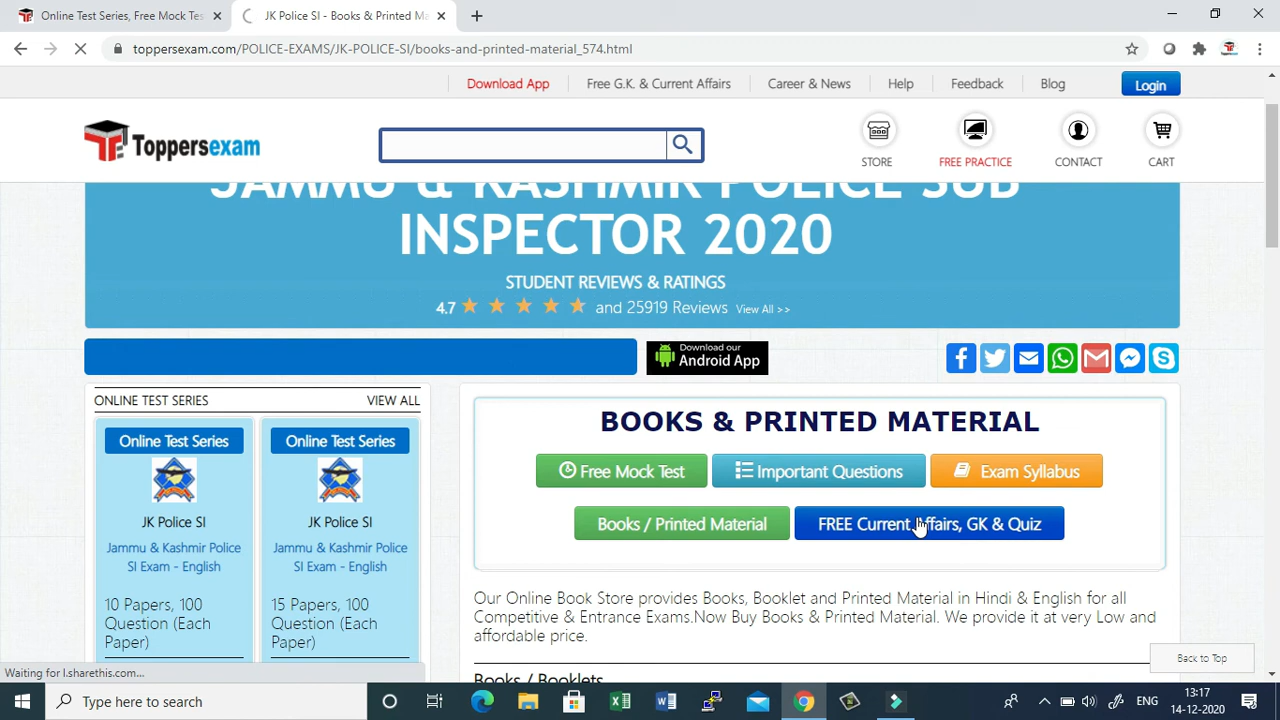 Online Test Series, Free Mock Tes
JK Police SI - Books & Printed Ma
toppersexam.com/POLICE-EXAMS/JK-POLICE-SI/books-and-printed-material_574.html
Download App
Free G.K. & Current Affairs
Career & News
Help
Feedback
Blog
Login
Toppersexam
STORE
FREE PRACTICE
CONTACT
CART
JAMMU & KASHMIR POLICE SUB
INSPECTOR 2020
STUDENT REVIEWS & RATINGS
4.7 and 25919 Reviews View All >>
Download our
Android App
ONLINE TEST SERIES
VIEW ALL
Online Test Series
JK Police SI
Jammu & Kashmir Police
SI Exam - English
10 Papers, 100
Question (Each
Paper)
Online Test Series
JK Police SI
Jammu & Kashmir Police
SI Exam - English
15 Papers, 100
Question (Each
Paper)
BOOKS & PRINTED MATERIAL
Free Mock Test
Important Questions
Exam Syllabus
Books / Printed Material
FREE Current Affairs, GK & Quiz
Our Online Book Store provides Books, Booklet and Printed Material in Hindi & English for all
Competitive & Entrance Exams.Now Buy Books & Printed Material. We provide it at very Low and
affordable price.
Books / Booklets
Back to Top
Waiting for l.sharethis.com...
Type here to search
ENG
13:17
14-12-2020